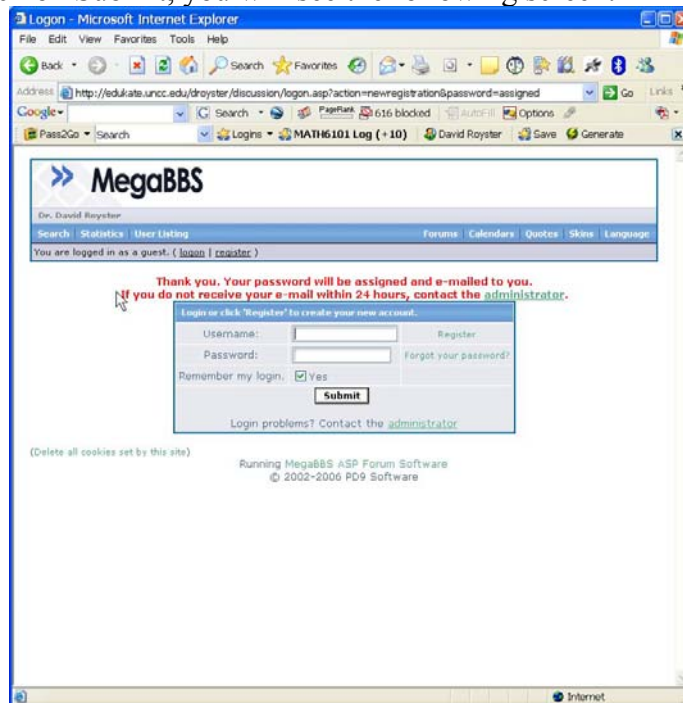 Logon - Microsoft Internet Explorer
File Edit View Favorites Tools Help
Back Search Favorites
Address http://edukate.uncc.edu/droyster/discussion/logon.asp?action=newregistration&password=assigned Go Links
Google Search PageRank 616 blocked AutoFill Options
Pass2Go Search Logins MATH6101 Log (+10) David Royster Save Generate
MegaBBS
Dr. David Royster
Search Statistics User Listing Forums Calendars Quotes Skins Language
You are logged in as a guest. ( logon | register )
Thank you. Your password will be assigned and e-mailed to you.
If you do not receive your e-mail within 24 hours, contact the administrator.
Login or click 'Register' to create your new account.
Username: Register
Password: Forgot your password?
Remember my login. Yes
Submit
Login problems? Contact the administrator
(Delete all cookies set by this site)
Running MegaBBS ASP Forum Software
© 2002-2006 PD9 Software
Internet